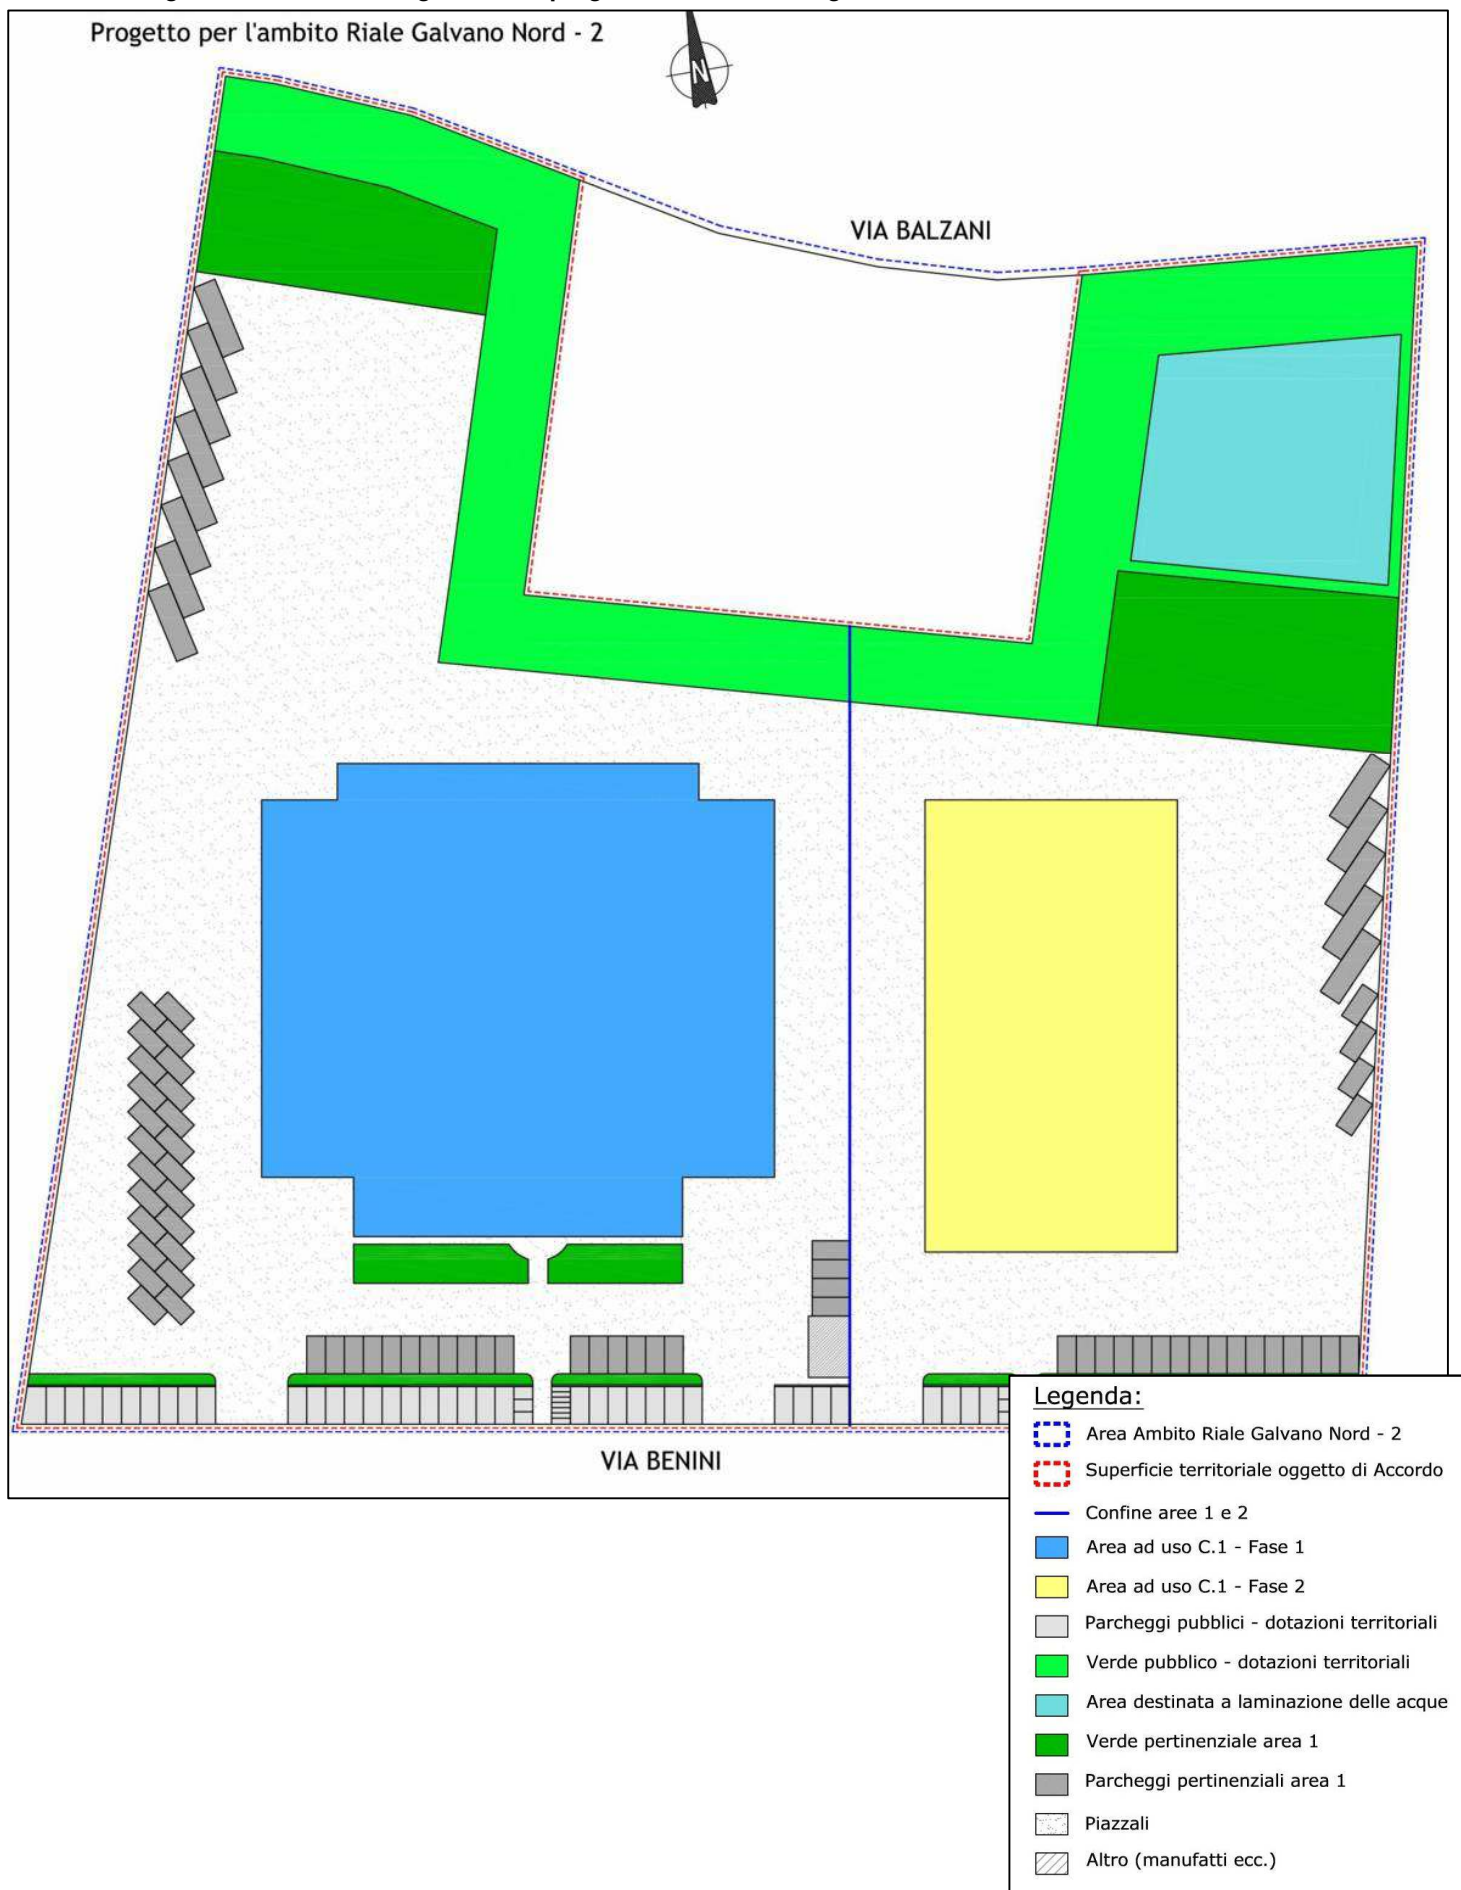 Progetto per l'ambito Riale Galvano Nord - 2
N
VIA BALZANI
VIA BENINI
Legenda:
Area Ambito Riale Galvano Nord - 2
Superficie territoriale oggetto di Accordo
Confine aree 1 e 2
Area ad uso C.1 - Fase 1
Area ad uso C.1 - Fase 2
Parcheggi pubblici - dotazioni territoriali
Verde pubblico - dotazioni territoriali
Area destinata a laminazione delle acque
Verde pertinenziale area 1
Parcheggi pertinenziali area 1
Piazzali
Altro (manufatti ecc.)